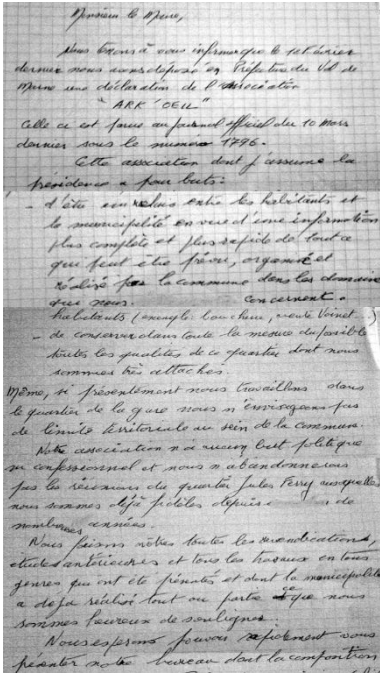 Monsieur le Maire,
Nous tenons à vous informer que le 12 Février
dernier nous avons déposé en Préfecture du Val de
Marne une déclaration de l'association
"ARK'OEIL"
Celle ci est parue au journal officiel du 10 Mars
dernier sous le numéro 1796.
Cette association dont j'assume la
présidence a pour buts:
- d'être un relais entre les habitants et
la municipalité en vue d'une information
plus complète et plus rapide de tout ce
qui peut être prévu, organisé et
réalisé par la commune dans les domaines
que nous concernent.
habitants (exemple: bouchure, vente Voinet..)
- de conserver dans toute la mesure du possible
toutes les qualités de ce quartier dont nous
sommes très attachés.
Même, si présentement nous travaillons dans
le quartier de la gare nous n'envisageons pas
de limite territoriale au sein de la commune.
Notre association n'a aucun but politique
ni confessionnel et nous n'abandonnerons
pas les réunions du quartier Jules Ferry auxquelles
nous sommes déjà fidèles depuis de
nombreuses années.
Nous faisons nôtres toutes les revendications,
études antérieures et tous les travaux en tous
genres qui ont été présentés et dont la municipalité
a déjà réalisé tout ou partie ce que nous
sommes heureux de souligner.
Nous espérons pouvoir rapidement vous
présenter notre bureau dont la composition